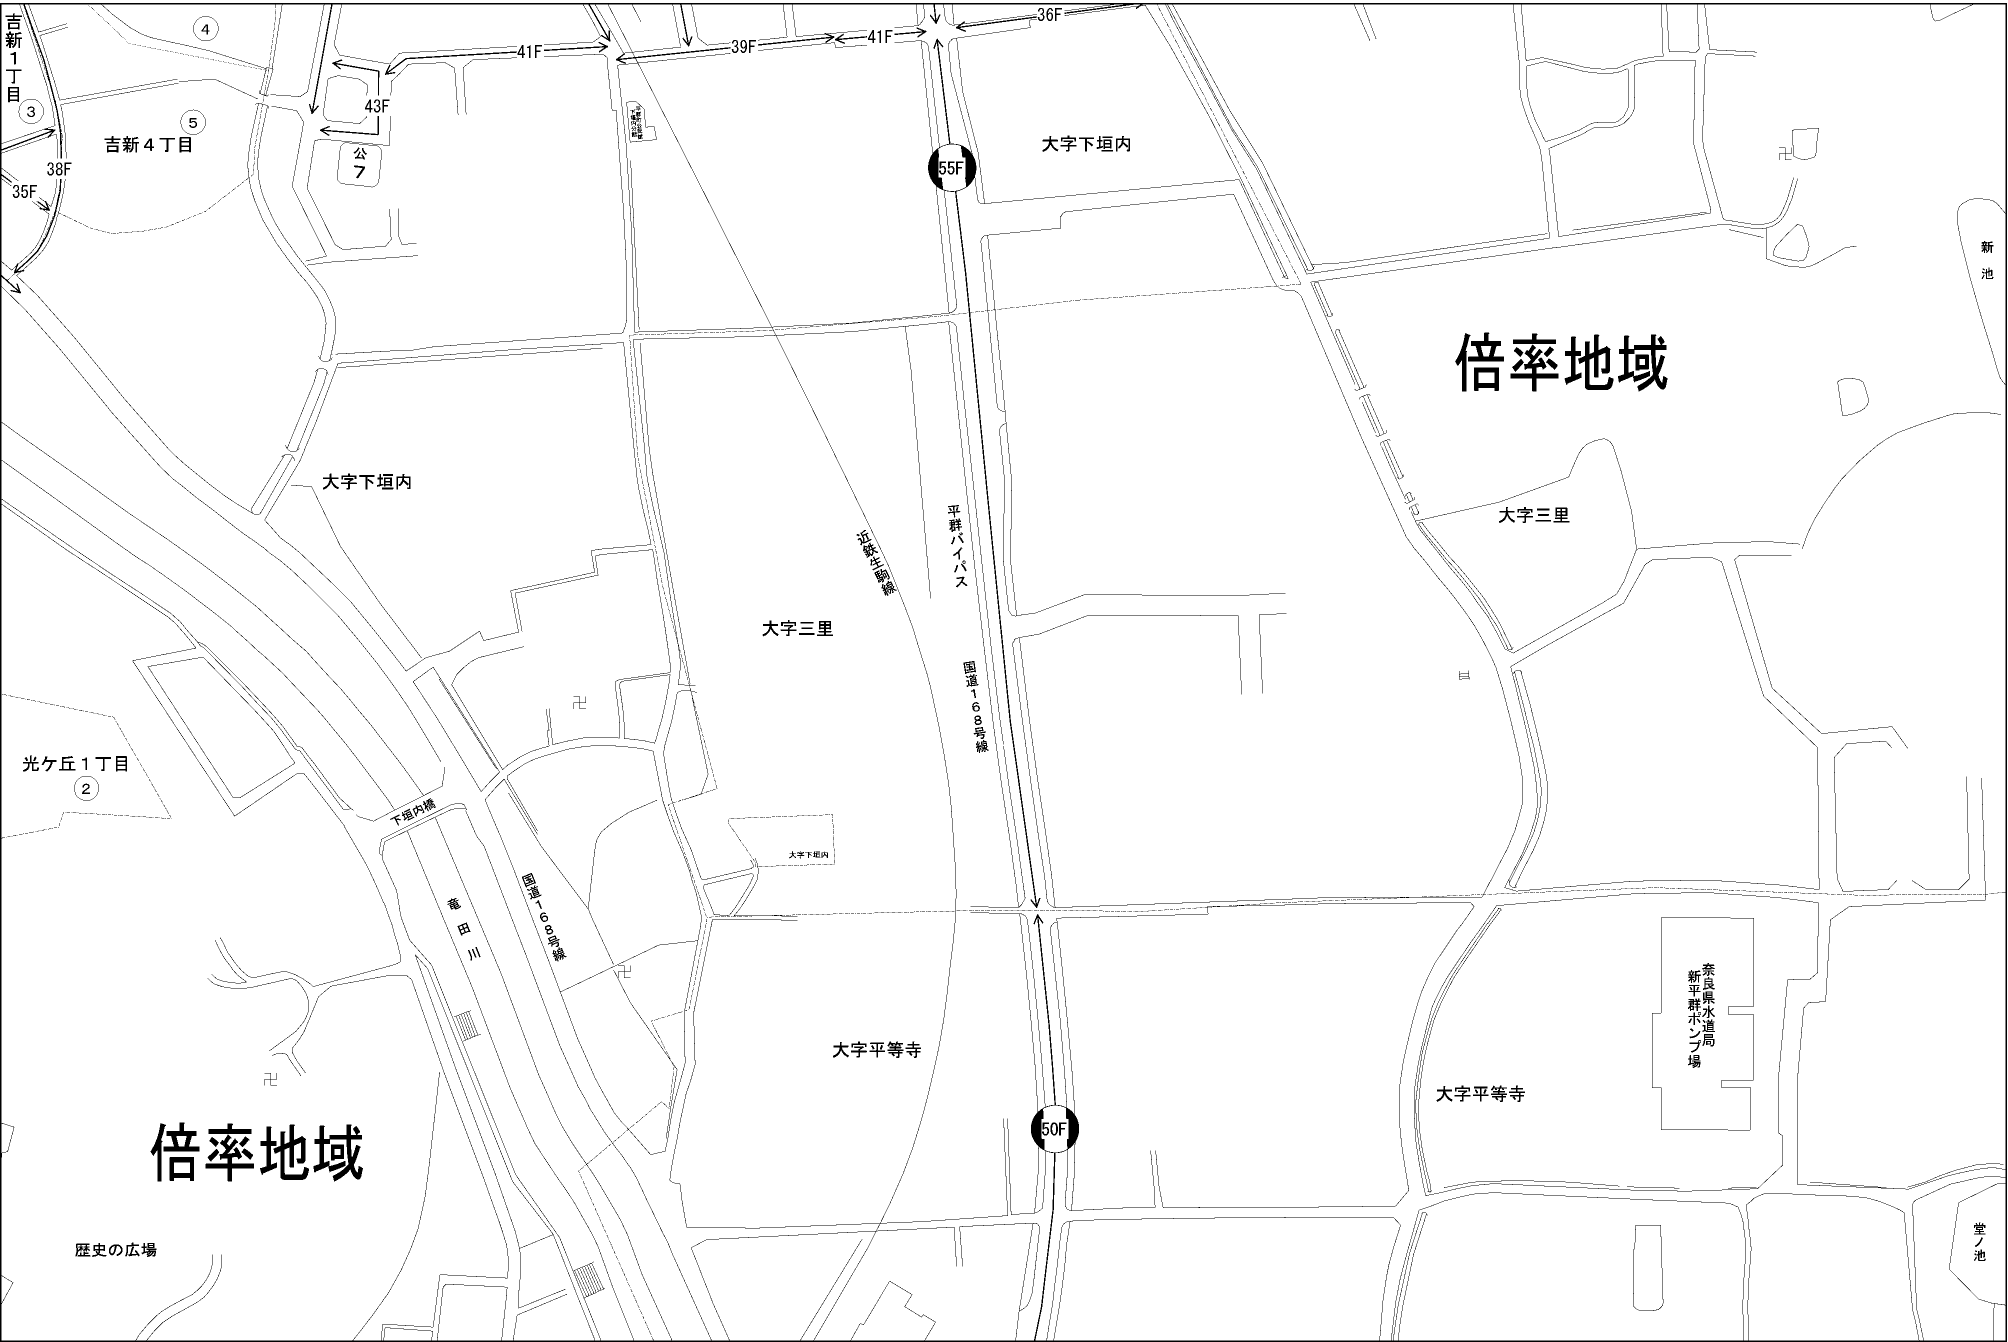 吉新1丁目
④
③
⑤
吉新4丁目
38F
35F
41F
43F
公
7
39F
41F
36F
55F
大字下垣内
新池
倍率地域
大字下垣内
近鉄生駒線
平群バイパス
大字三里
大字三里
国道168号線
光ケ丘1丁目
②
下垣内橋
大字下垣内
竜田川
国道168号線
奈良県水道局
新平群ポンプ場
大字平等寺
大字平等寺
50F
倍率地域
歴史の広場
堂ノ池